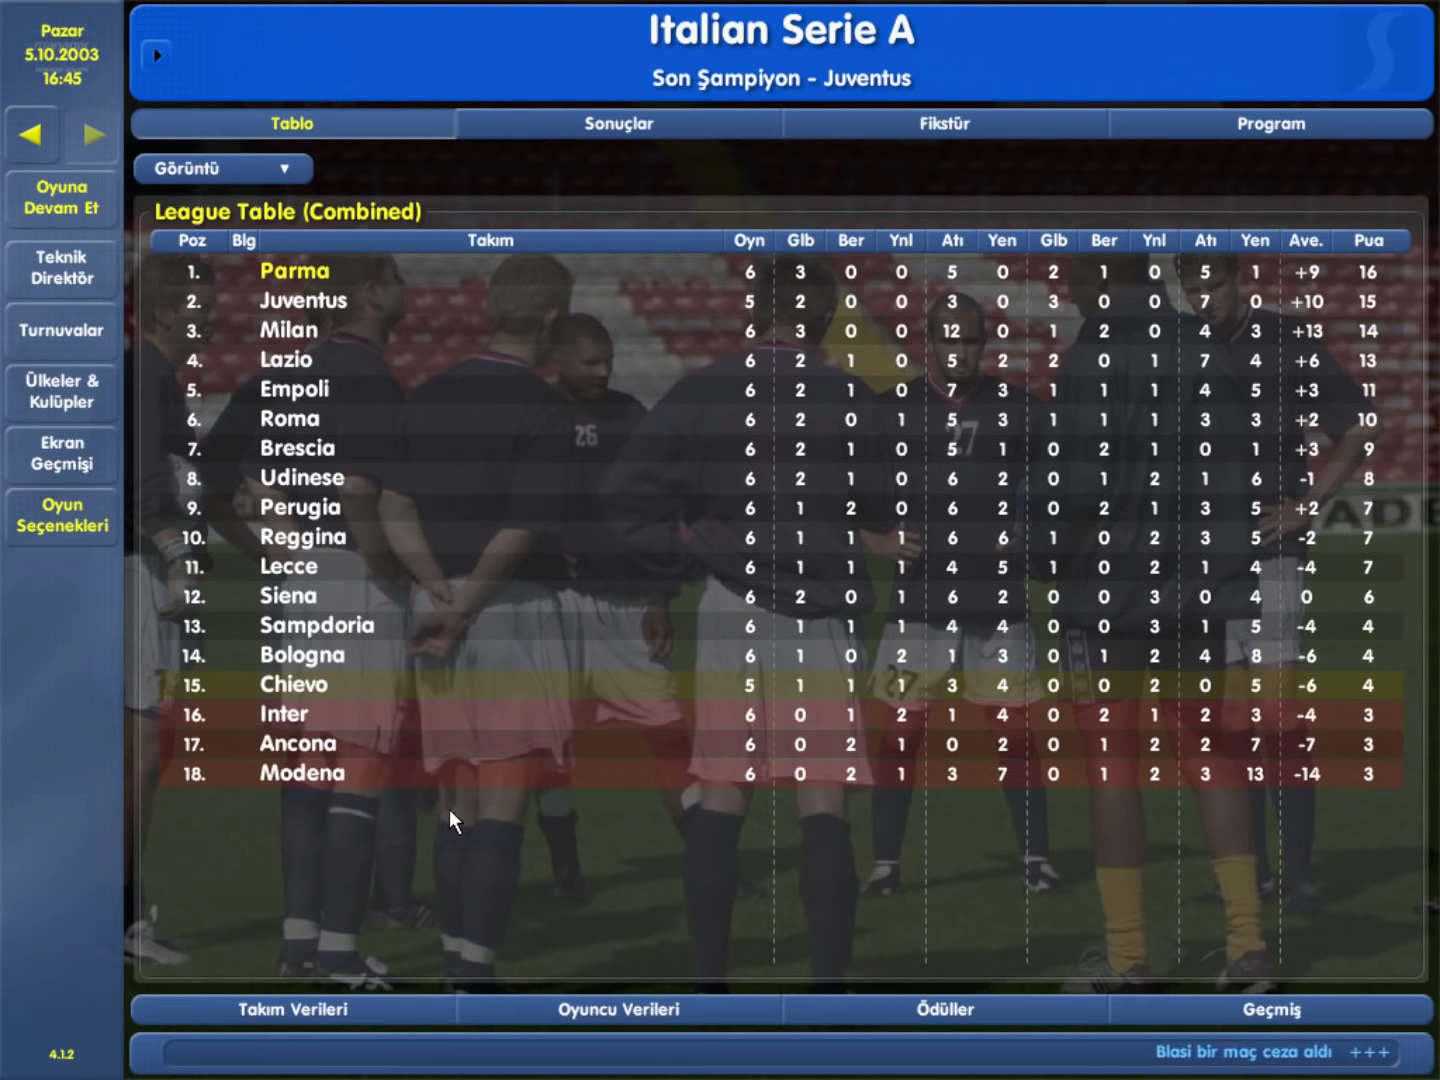 Pazar
5.10.2003
16:45
Oyuna
Devam Et
Teknik
Direktör
Turnuvalar
Ülkeler &
Kulüpler
Ekran
Geçmişi
Oyun
Seçenekleri
4.1.2
Italian Serie A
Son Şampiyon - Juventus
Tablo Sonuçlar Fikstür Program
Görüntü
League Table (Combined)
Poz Blg Takım Oyn Glb Ber Ynl Atı Yen Glb Ber Ynl Atı Yen Ave. Pua
1. Parma 6 3 0 0 5 0 2 1 0 5 1 +9 16
2. Juventus 5 2 0 0 3 0 3 0 0 7 0 +10 15
3. Milan 6 3 0 0 12 0 1 2 0 4 3 +13 14
4. Lazio 6 2 1 0 5 2 2 0 1 7 4 +6 13
5. Empoli 6 2 1 0 7 3 1 1 1 4 5 +3 11
6. Roma 6 2 0 1 5 3 1 1 1 3 3 +2 10
7. Brescia 6 2 1 0 5 1 0 2 1 0 1 +3 9
8. Udinese 6 2 1 0 6 2 0 1 2 1 6 -1 8
9. Perugia 6 1 2 0 6 2 0 2 1 3 5 +2 7
10. Reggina 6 1 1 1 6 6 1 0 2 3 5 -2 7
11. Lecce 6 1 1 1 4 5 1 0 2 1 4 -4 7
12. Siena 6 2 0 1 6 2 0 0 3 0 4 0 6
13. Sampdoria 6 1 1 1 4 4 0 0 3 1 5 -4 4
14. Bologna 6 1 0 2 1 3 0 1 2 4 8 -6 4
15. Chievo 5 1 1 1 3 4 0 0 2 0 5 -6 4
16. Inter 6 0 1 2 1 4 0 2 1 2 3 -4 3
17. Ancona 6 0 2 1 0 2 0 1 2 2 7 -7 3
18. Modena 6 0 2 1 3 7 0 1 2 3 13 -14 3
Takım Verileri Oyuncu Verileri Ödüller Geçmiş
Blasi bir maç ceza aldı +++